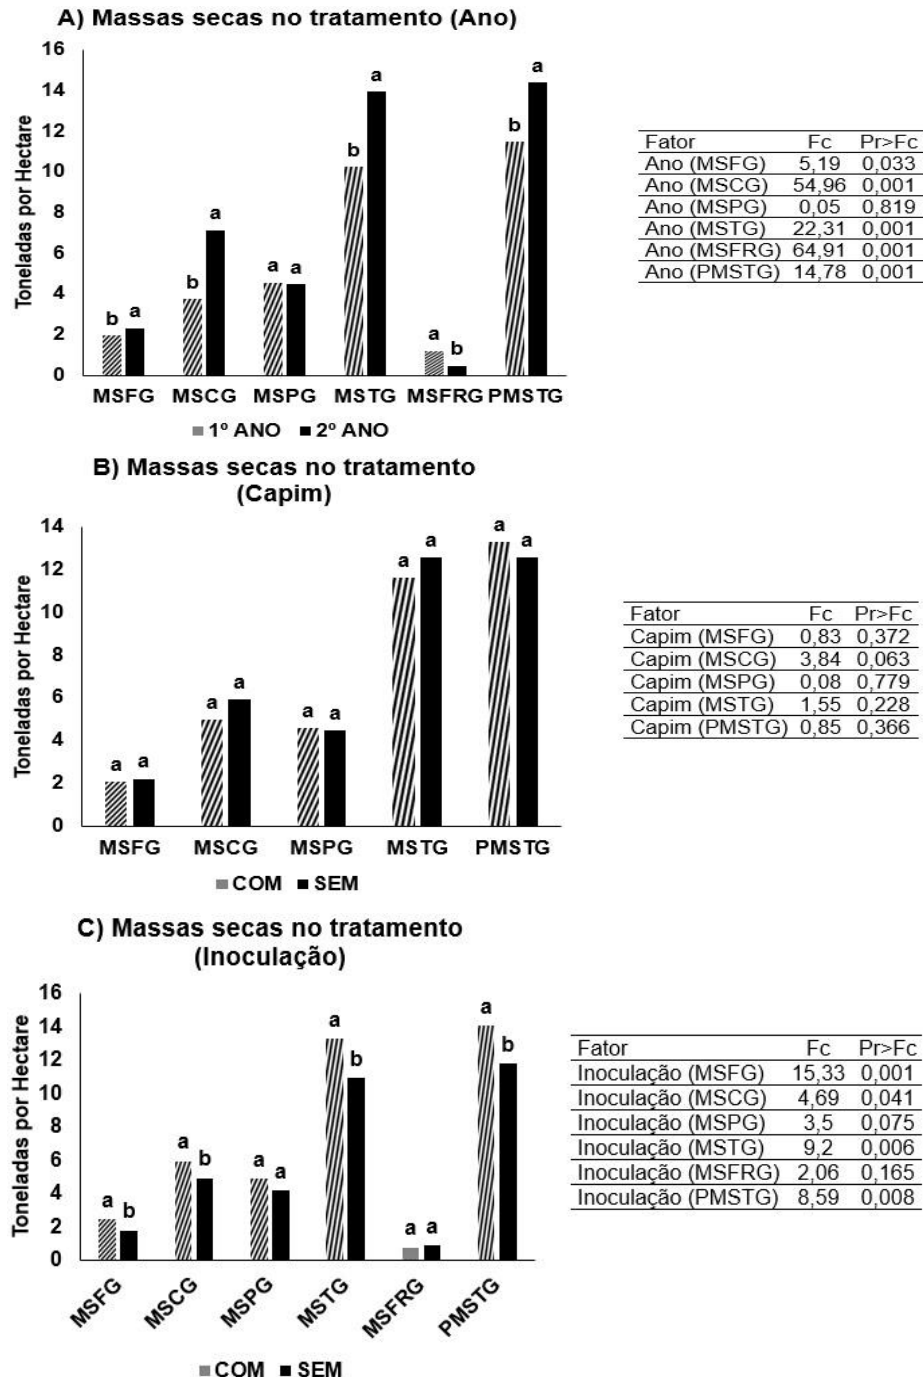 A) Massas secas no tratamento (Ano)
Toneladas por Hectare
16
14
12
10
8
6
4
2
0
b a
b a
a a
b a
a b
b a
MSFG MSCG MSPG MSTG MSFRG PMSTG
1º ANO 2º ANO
Fator Fc Pr>Fc
Ano (MSFG) 5,19 0,033
Ano (MSCG) 54,96 0,001
Ano (MSPG) 0,05 0,819
Ano (MSTG) 22,31 0,001
Ano (MSFRG) 64,91 0,001
Ano (PMSTG) 14,78 0,001
B) Massas secas no tratamento
(Capim)
Toneladas por Hectare
14
12
10
8
6
4
2
0
a a
a a
a a
a a
a a
MSFG MSCG MSPG MSTG PMSTG
COM SEM
Fator Fc Pr>Fc
Capim (MSFG) 0,83 0,372
Capim (MSCG) 3,84 0,063
Capim (MSPG) 0,08 0,779
Capim (MSTG) 1,55 0,228
Capim (PMSTG) 0,85 0,366
C) Massas secas no tratamento
(Inoculação)
Toneladas por Hectare
16
14
12
10
8
6
4
2
0
a b
a b
a a
a b
a a
a b
MSFG MSCG MSPG MSTG MSFRG PMSTG
COM SEM
Fator Fc Pr>Fc
Inoculação (MSFG) 15,33 0,001
Inoculação (MSCG) 4,69 0,041
Inoculação (MSPG) 3,5 0,075
Inoculação (MSTG) 9,2 0,006
Inoculação (MSFRG) 2,06 0,165
Inoculação (PMSTG) 8,59 0,008